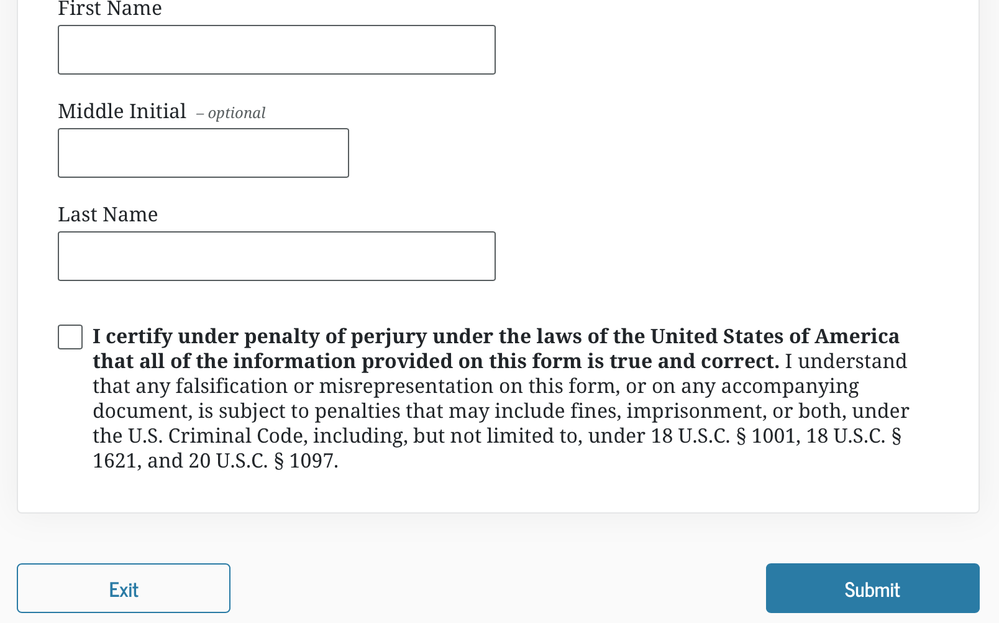 First Name
Middle Initial – optional
Last Name
I certify under penalty of perjury under the laws of the United States of America
that all of the information provided on this form is true and correct. I understand
that any falsification or misrepresentation on this form, or on any accompanying
document, is subject to penalties that may include fines, imprisonment, or both, under
the U.S. Criminal Code, including, but not limited to, under 18 U.S.C. § 1001, 18 U.S.C. §
1621, and 20 U.S.C. § 1097.
Exit
Submit